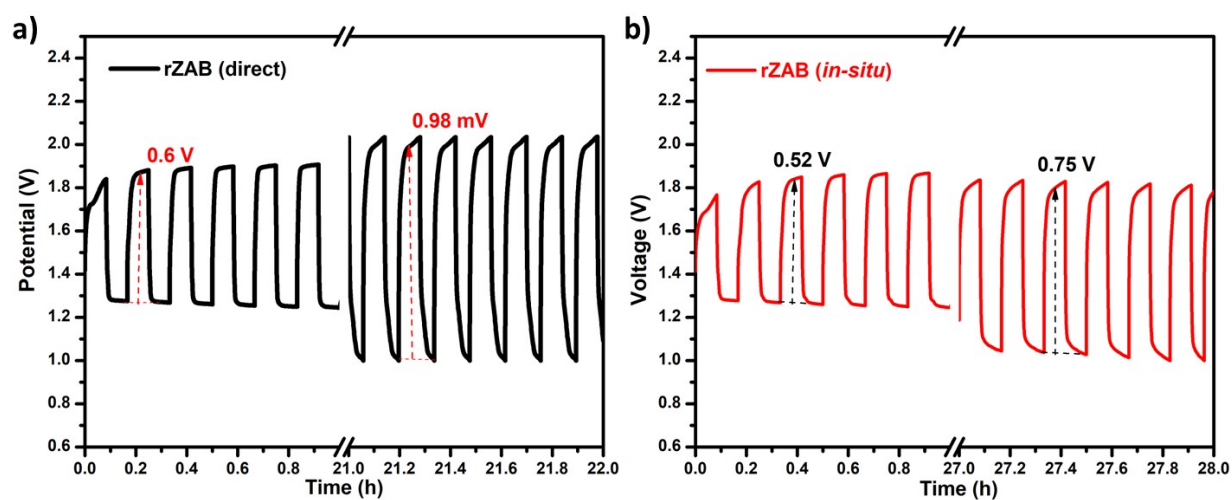 a)
rZAB (direct)
0.6 V
0.98 mV
Potential (V)
2.4
2.2
2.0
1.8
1.6
1.4
1.2
1.0
0.8
0.6
0.0 0.2 0.4 0.6 0.8 21.0 21.2 21.4 21.6 21.8 22.0
Time (h)
b)
rZAB (in-situ)
0.52 V
0.75 V
Voltage (V)
2.4
2.2
2.0
1.8
1.6
1.4
1.2
1.0
0.8
0.6
0.0 0.2 0.4 0.6 0.8 27.0 27.2 27.4 27.6 27.8 28.0
Time (h)